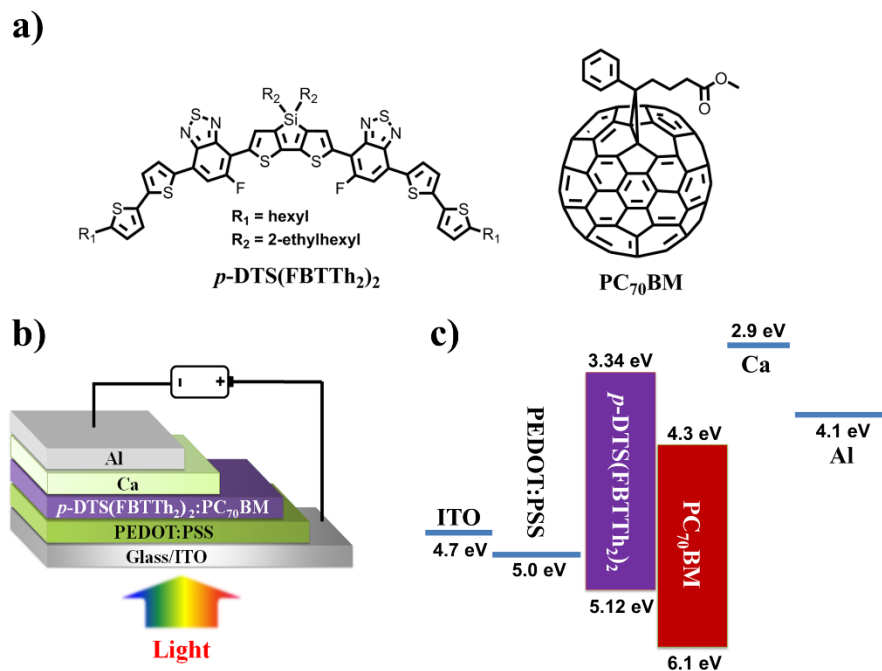 a)
R₂ R₂
N S N Si N S N
S S
F F
S S
S S
R₁ R₁
R₁ = hexyl
R₂ = 2-ethylhexyl
p-DTS(FBTTh₂)₂
O
O
PC₇₀BM
b)
- +
Al
Ca
p-DTS(FBTTh₂)₂:PC₇₀BM
PEDOT:PSS
Glass/ITO
Light
c)
ITO
4.7 eV
PEDOT:PSS
5.0 eV
3.34 eV
p-DTS(FBTTh₂)₂
5.12 eV
4.3 eV
PC₇₀BM
6.1 eV
2.9 eV
Ca
4.1 eV
Al